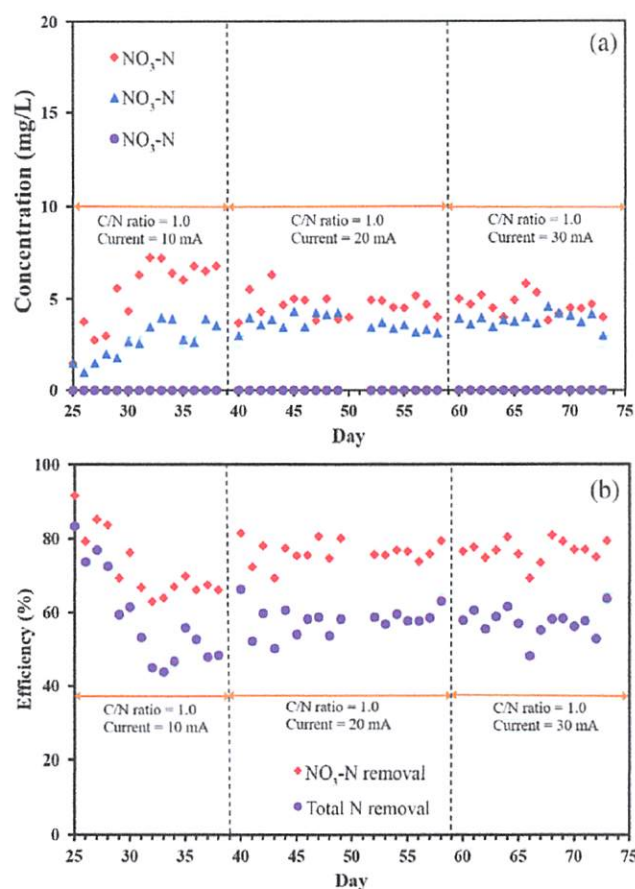 (a)
20
15
10
5
0
Concentration (mg/L)
NO₃-N
NO₃-N
NO₃-N
C/N ratio = 1.0
Current = 10 mA
C/N ratio = 1.0
Current = 20 mA
C/N ratio = 1.0
Current = 30 mA
25 30 35 40 45 50 55 60 65 70 75
Day
(b)
100
80
60
40
20
0
Efficiency (%)
C/N ratio = 1.0
Current = 10 mA
C/N ratio = 1.0
Current = 20 mA
C/N ratio = 1.0
Current = 30 mA
NO₃-N removal
Total N removal
25 30 35 40 45 50 55 60 65 70 75
Day